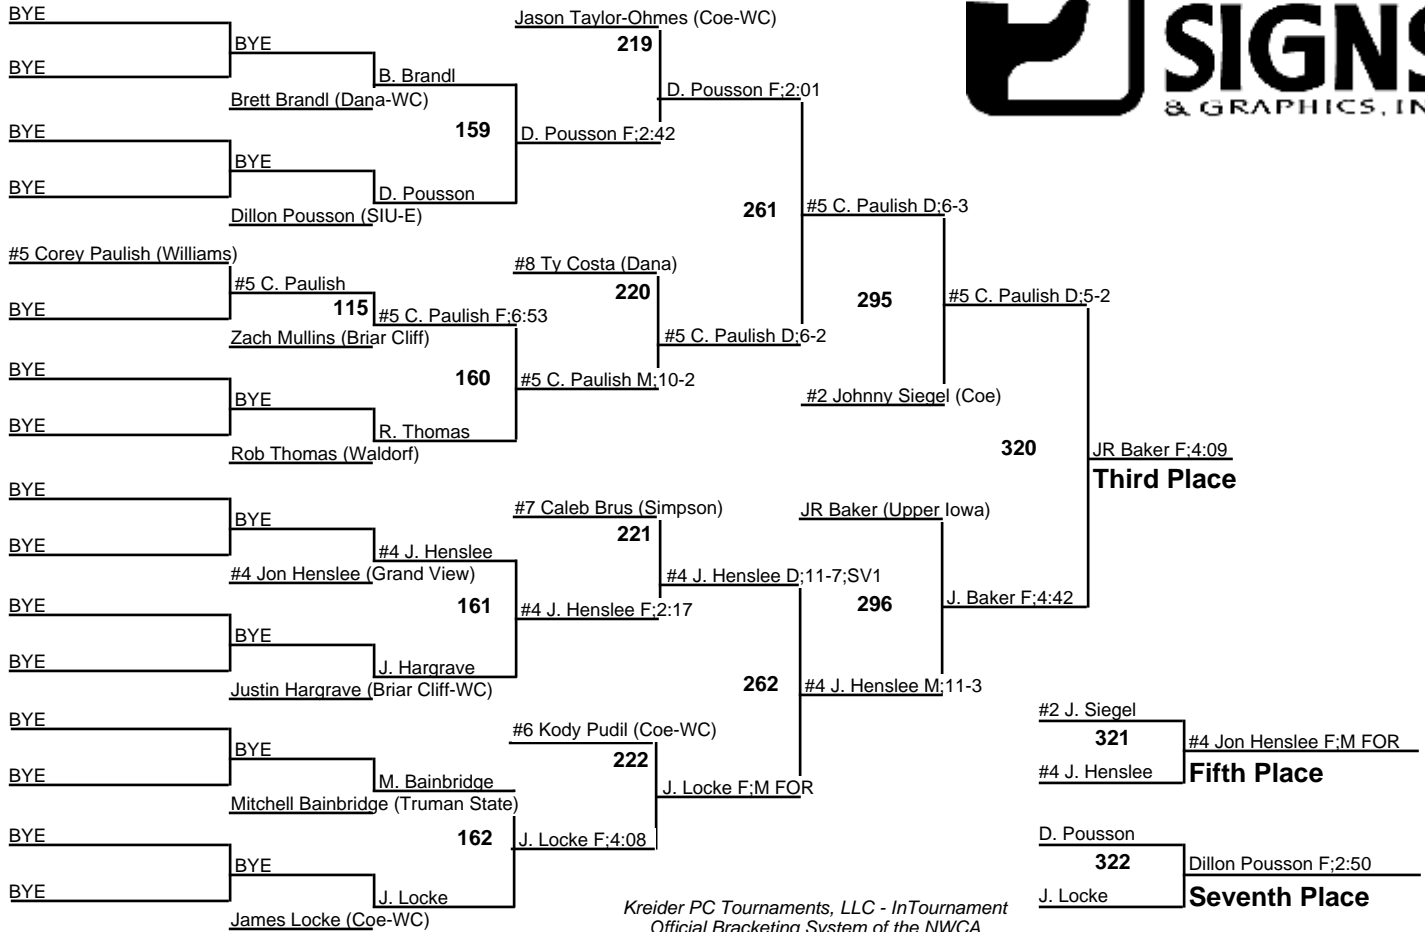 BYE
Jason Taylor-Ohmes (Coe-WC)
SIGNS
& GRAPHICS, IN
219
BYE
BYE
B. Brandl
D. Pousson F;2:01
Brett Brandl (Dana-WC)
BYE
159
D. Pousson F;2:42
BYE
BYE
D. Pousson
261
#5 C. Paulish D;6-3
Dillon Pousson (SIU-E)
#5 Corey Paulish (Williams)
#8 Ty Costa (Dana)
#5 C. Paulish
220
295
#5 C. Paulish D;5-2
BYE
115
#5 C. Paulish F;6:53
Zach Mullins (Briar Cliff)
#5 C. Paulish D;6-2
BYE
160
#5 C. Paulish M;10-2
BYE
#2 Johnny Siegel (Coe)
BYE
R. Thomas
Rob Thomas (Waldorf)
320
JR Baker F;4:09
Third Place
BYE
#7 Caleb Brus (Simpson)
JR Baker (Upper Iowa)
BYE
221
BYE
#4 J. Henslee
#4 Jon Henslee (Grand View)
#4 J. Henslee D;11-7;SV1
BYE
161
#4 J. Henslee F;2:17
296
J. Baker F;4:42
BYE
BYE
J. Hargrave
Justin Hargrave (Briar Cliff-WC)
262
#4 J. Henslee M;11-3
BYE
#2 J. Siegel
#6 Kody Pudil (Coe-WC)
321
#4 Jon Henslee F;M FOR
BYE
222
BYE
M. Bainbridge
#4 J. Henslee
Fifth Place
Mitchell Bainbridge (Truman State)
J. Locke F;M FOR
BYE
162
J. Locke F;4:08
D. Pousson
BYE
322
Dillon Pousson F;2:50
BYE
J. Locke
J. Locke
Seventh Place
James Locke (Coe-WC)
Kreider PC Tournaments, LLC - InTournament
Official Bracketing System of the NWCA